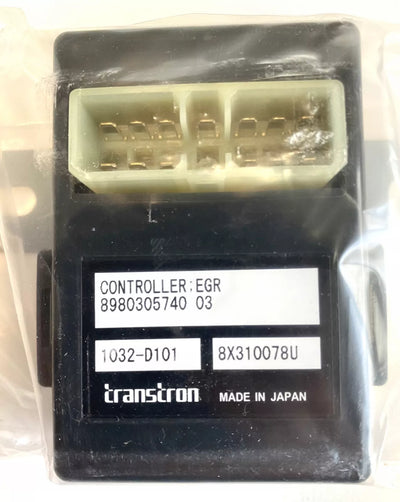 CONTROLLER:EGR
8980305740 03
1032-D101 8X310078U
transtron MADE IN JAPAN